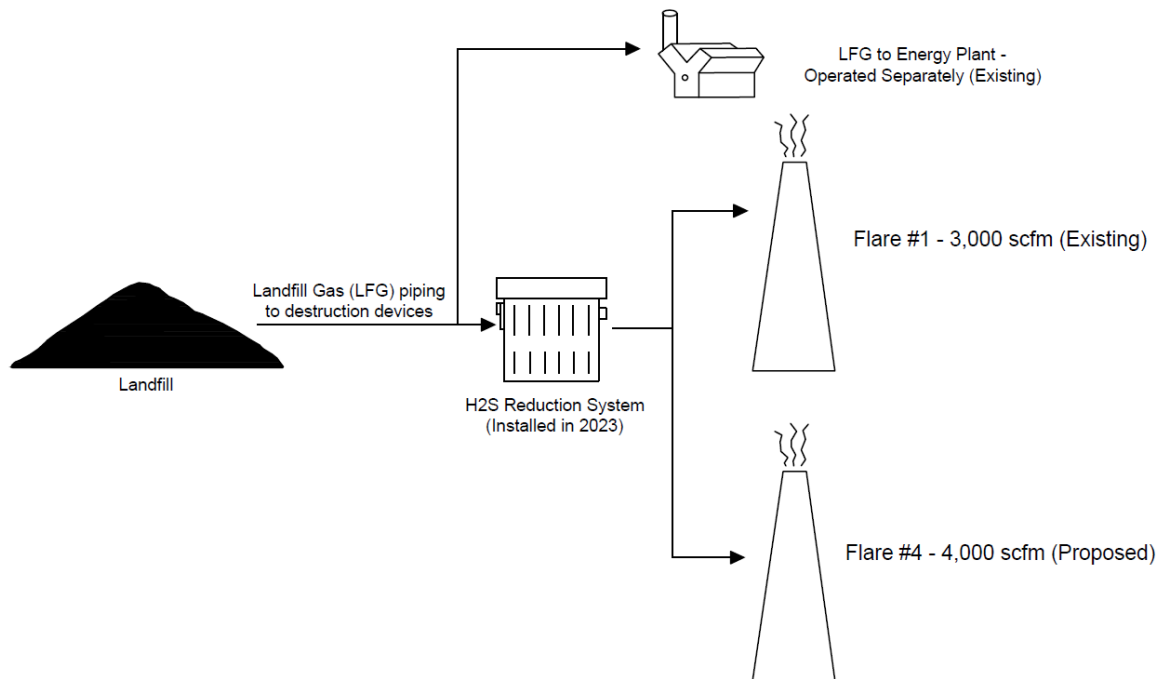 LFG to Energy Plant -
Operated Separately (Existing)
Flare #1 - 3,000 scfm (Existing)
Landfill Gas (LFG) piping
to destruction devices
Landfill
H2S Reduction System
(Installed in 2023)
Flare #4 - 4,000 scfm (Proposed)